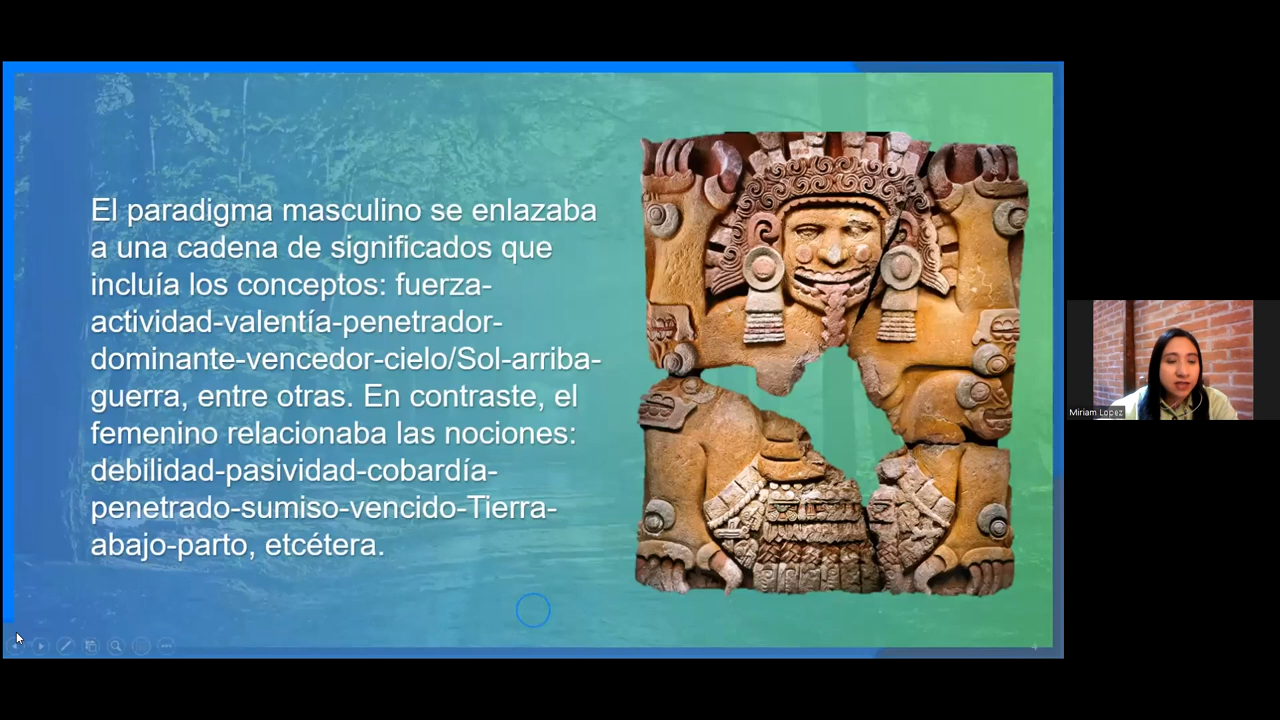 El paradigma masculino se enlazaba
a una cadena de significados que
incluía los conceptos: fuerza-
actividad-valentía-penetrador-
dominante-vencedor-cielo/Sol-arriba-
guerra, entre otras. En contraste, el
femenino relacionaba las nociones:
debilidad-pasividad-cobardía-
penetrado-sumiso-vencido-Tierra-
abajo-parto, etcétera.
4
Miriam Lopez